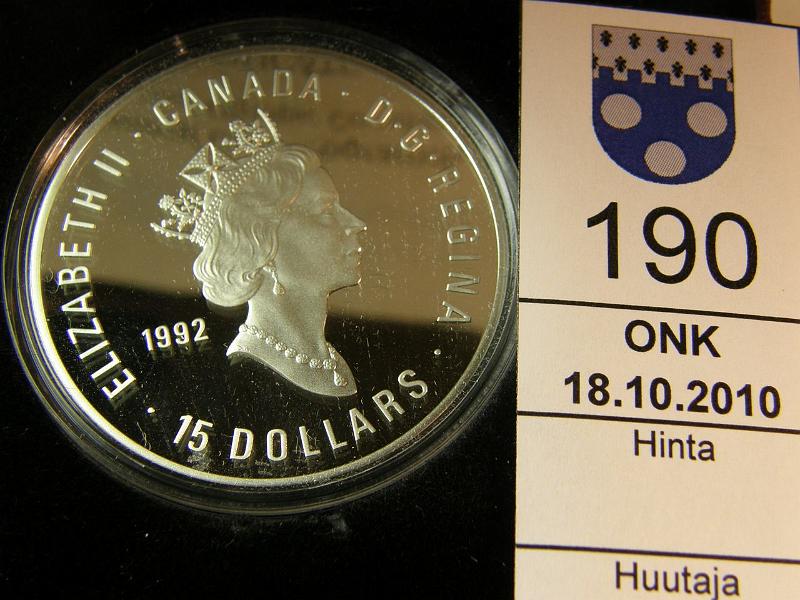 ELIZABETH II · CANADA · D·G·REGINA ·
1992
· 15 DOLLARS
190
ONK
18.10.2010
Hinta
Huutaja